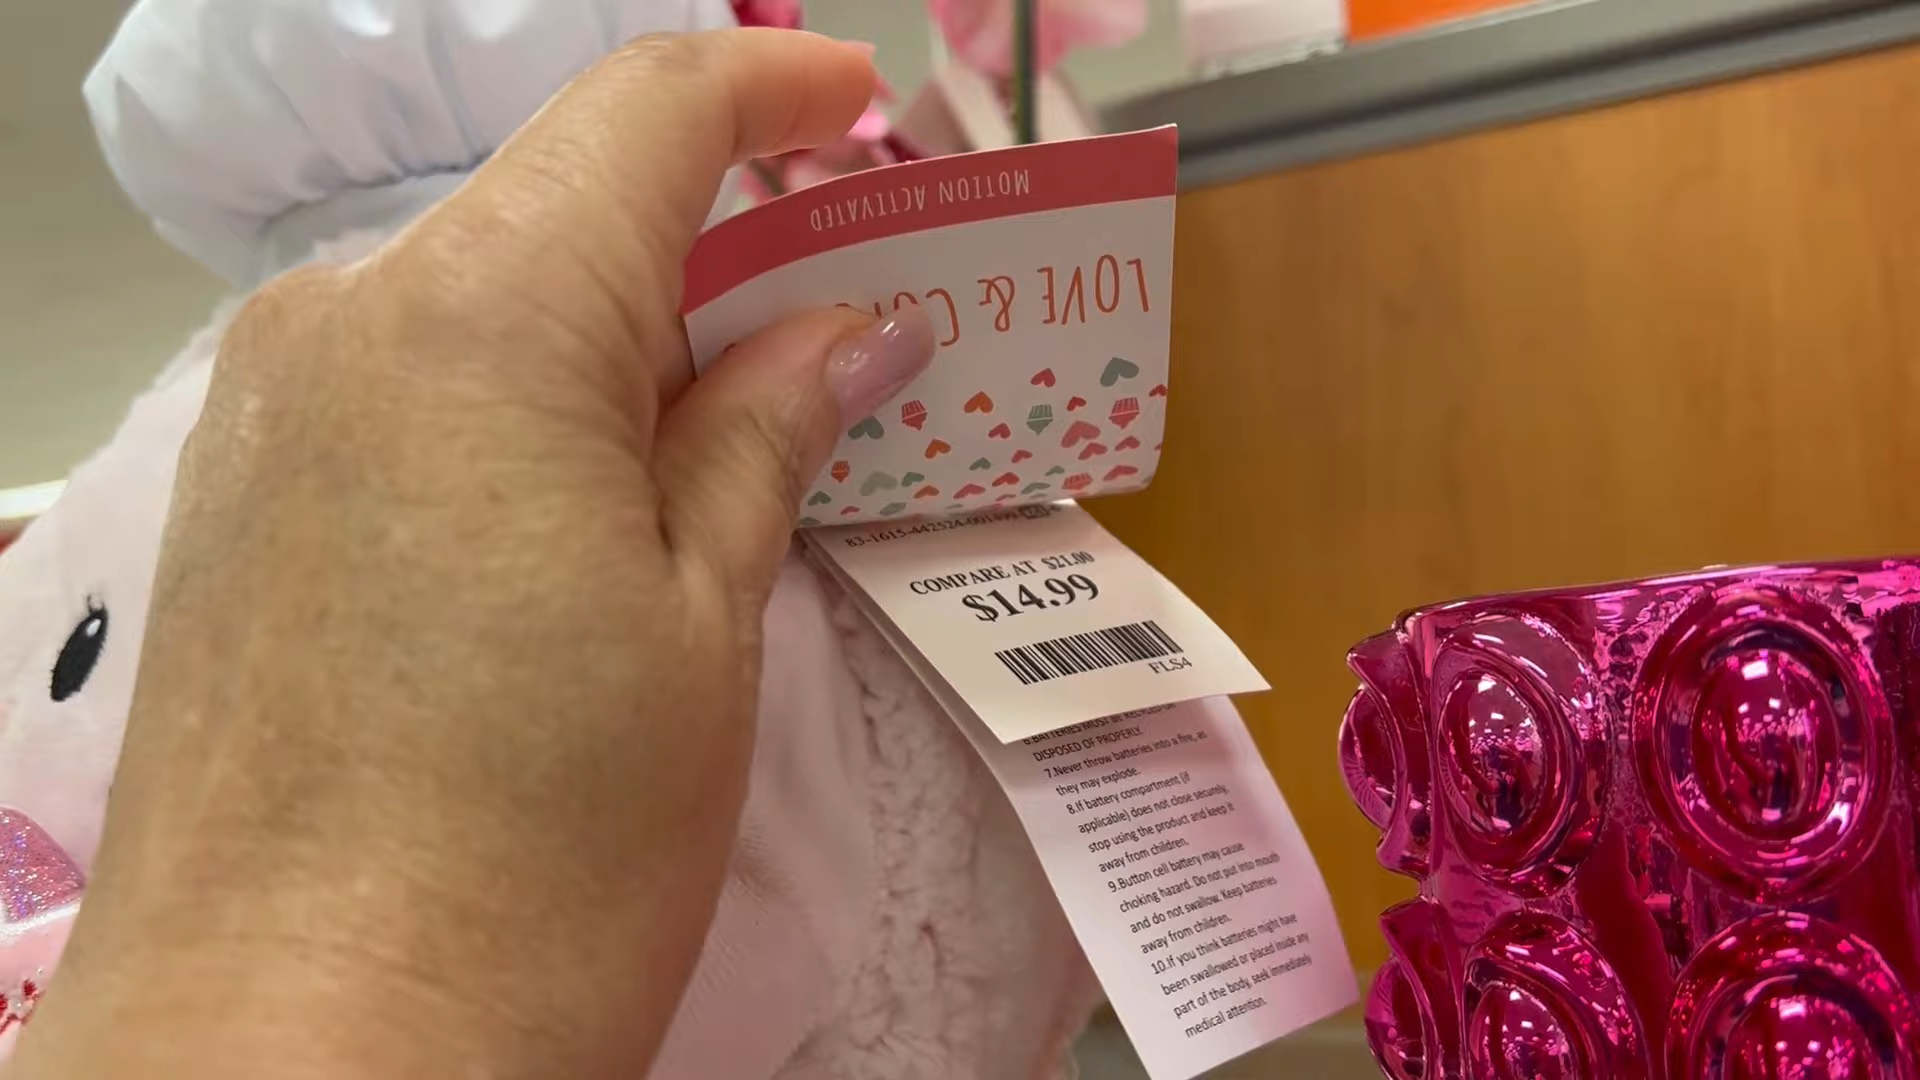 MOTION ACTIVATED
LOVE &
COMPARE AT $21.00
$14.99
FLS4
DISPOSED OF PROPERLY.
7.Never throw batteries into a fire, as
they may explode.
8.If battery compartment (if
applicable) does not close securely,
stop using the product and keep it
away from children.
9.Button cell battery may cause
choking hazard. Do not put into mouth
and do not swallow. Keep batteries
away from children.
10.If you think batteries might have
been swallowed or placed inside any
part of the body, seek immediately
medical attention.